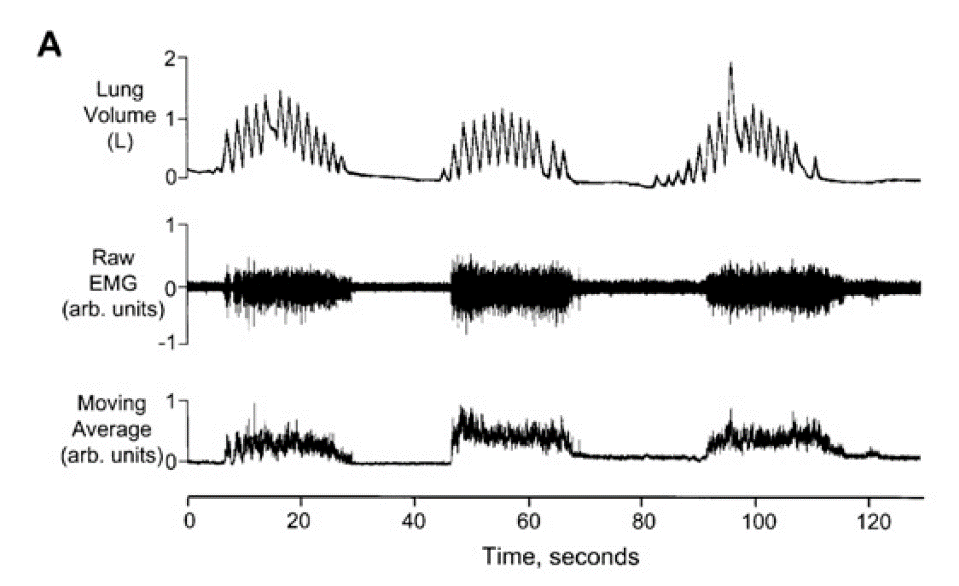 A
Lung
Volume
(L)
2
1
0
Raw
EMG
(arb. units)
1
0
-1
Moving
Average
(arb. units)
1
0
0 20 40 60 80 100 120
Time, seconds